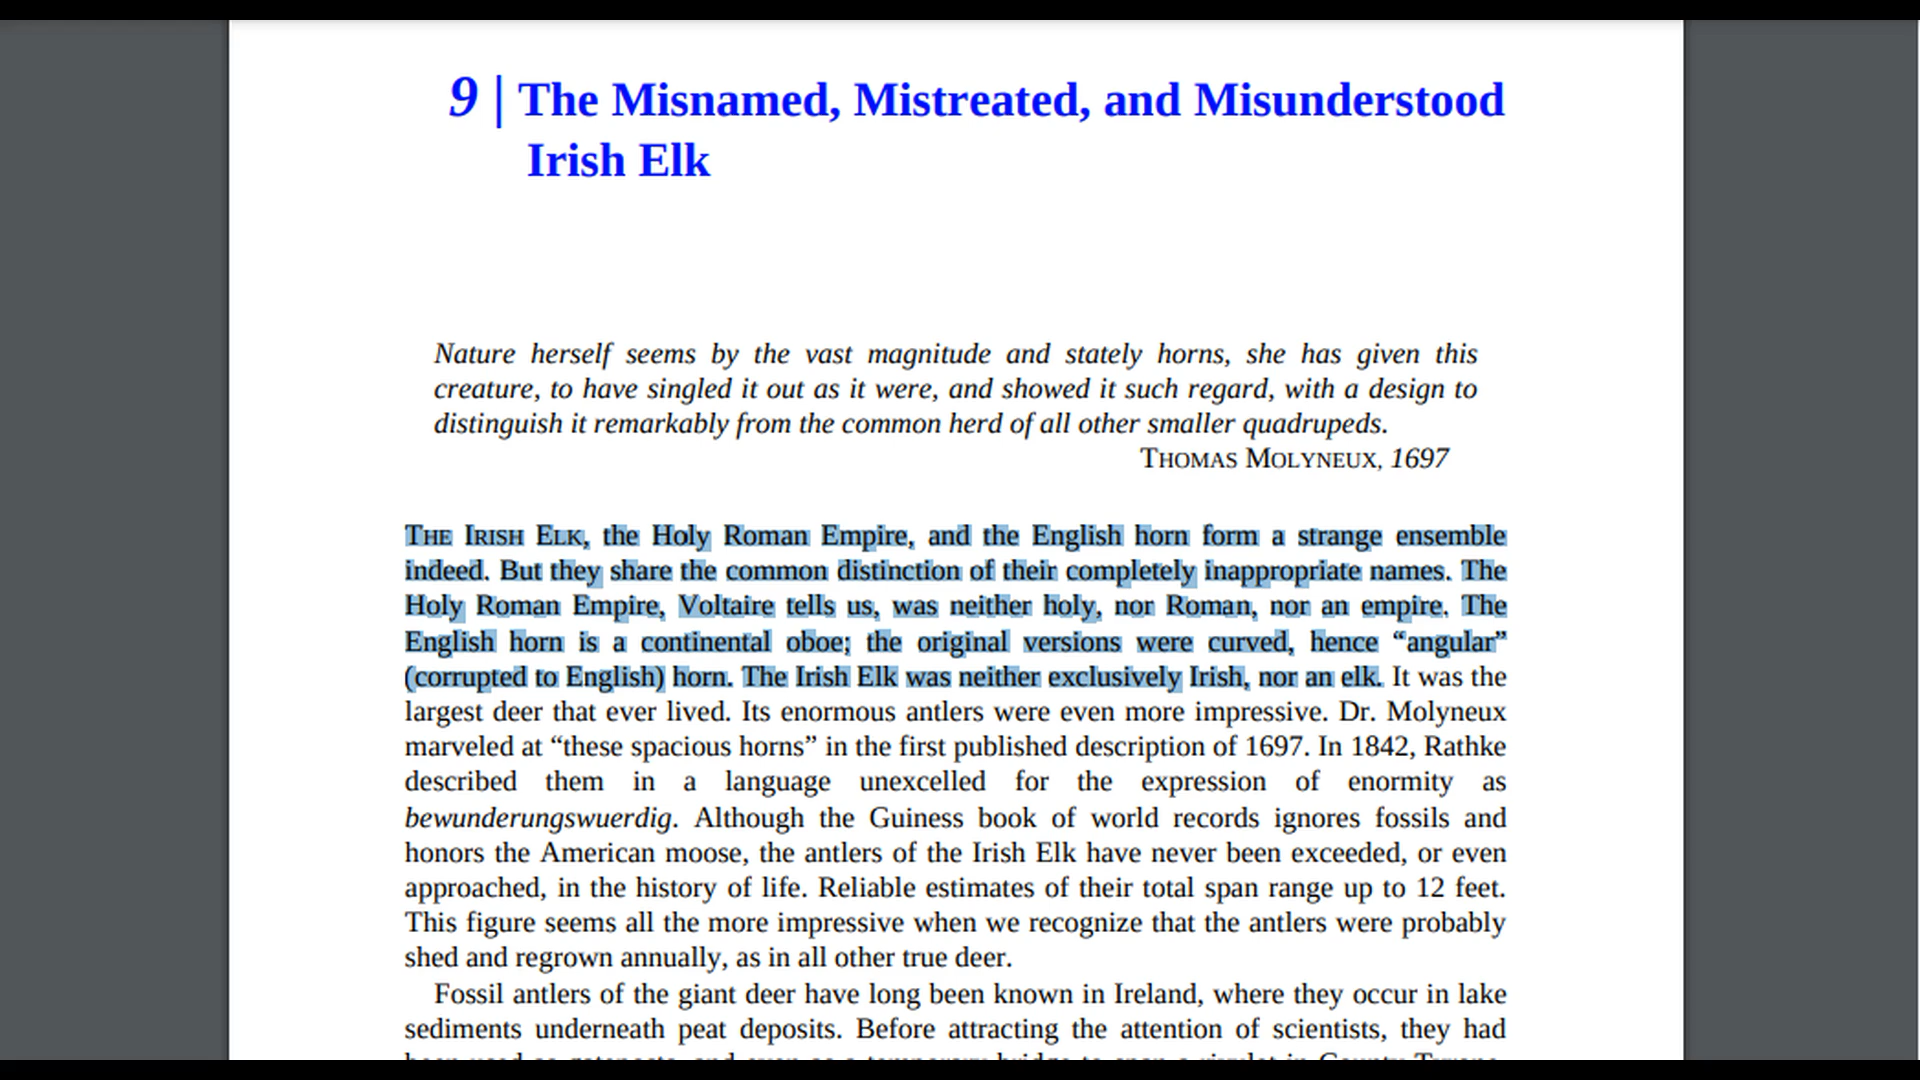 9 | The Misnamed, Mistreated, and Misunderstood
Irish Elk
Nature herself seems by the vast magnitude and stately horns, she has given this
creature, to have singled it out as it were, and showed it such regard, with a design to
distinguish it remarkably from the common herd of all other smaller quadrupeds.
THOMAS MOLYNEUX, 1697
THE IRISH ELK, the Holy Roman Empire, and the English horn form a strange ensemble
indeed. But they share the common distinction of their completely inappropriate names. The
Holy Roman Empire, Voltaire tells us, was neither holy, nor Roman, nor an empire. The
English horn is a continental oboe; the original versions were curved, hence “angular”
(corrupted to English) horn. The Irish Elk was neither exclusively Irish, nor an elk. It was the
largest deer that ever lived. Its enormous antlers were even more impressive. Dr. Molyneux
marveled at “these spacious horns” in the first published description of 1697. In 1842, Rathke
described them in a language unexcelled for the expression of enormity as
bewunderungswuerdig. Although the Guiness book of world records ignores fossils and
honors the American moose, the antlers of the Irish Elk have never been exceeded, or even
approached, in the history of life. Reliable estimates of their total span range up to 12 feet.
This figure seems all the more impressive when we recognize that the antlers were probably
shed and regrown annually, as in all other true deer.
Fossil antlers of the giant deer have long been known in Ireland, where they occur in lake
sediments underneath peat deposits. Before attracting the attention of scientists, they had